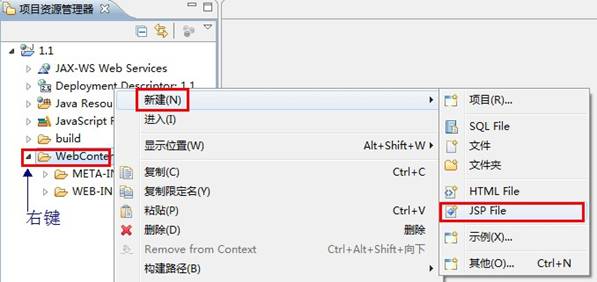 项目资源管理器
1.1
JAX-WS Web Services
Deployment Descriptor: 1.1
Java Resou
JavaScript R
build
WebConter
META-IN
WEB-IN
右键
新建(N)
进入(I)
显示位置(W) Alt+Shift+W
复制(C) Ctrl+C
复制限定名(Y)
粘贴(P) Ctrl+V
删除(D) 删除
Remove from Context Ctrl+Alt+Shift+向下
构建路径(B)
项目(R)...
SQL File
文件
文件夹
HTML File
JSP File
示例(X)...
其他(O)... Ctrl+N